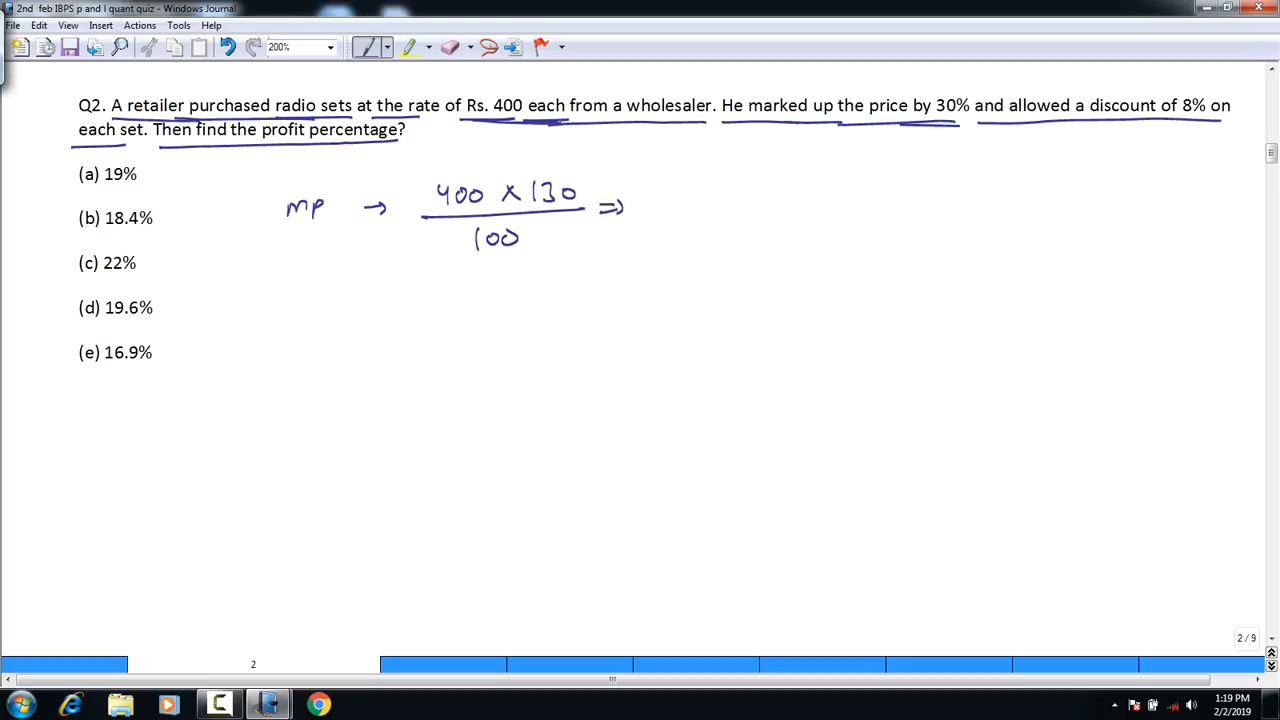 2nd feb IBPS p and I quant quiz - Windows Journal
File Edit View Insert Actions Tools Help
200%
Q2. A retailer purchased radio sets at the rate of Rs. 400 each from a wholesaler. He marked up the price by 30% and allowed a discount of 8% on
each set. Then find the profit percentage?
(a) 19%
MP → 400 × 130 ⇒
100
(b) 18.4%
(c) 22%
(d) 19.6%
(e) 16.9%
2 / 9
2
1:19 PM
2/2/2019